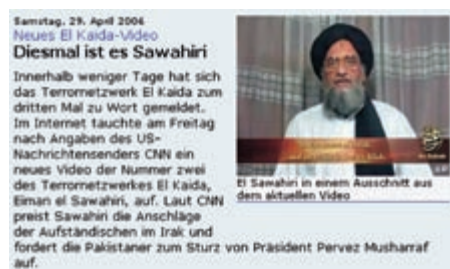 Samstag, 29. April 2006
Neues El Kaida-Video
Diesmal ist es Sawahiri
Innerhalb weniger Tage hat sich
das Terrornetzwerk El Kaida zum
dritten Mal zu Wort gemeldet.
Im Internet tauchte am Freitag
nach Angaben des US-
Nachrichtensenders CNN ein
neues Video der Nummer zwei
des Terrornetzwerkes El Kaida,
Eiman el Sawahiri, auf. Laut CNN
preist Sawahiri die Anschläge
der Aufständischen im Irak und
fordert die Pakistaner zum Sturz von Präsident Pervez Musharraf
auf.
El Sawahiri in einem Ausschnitt aus
dem aktuellen Video